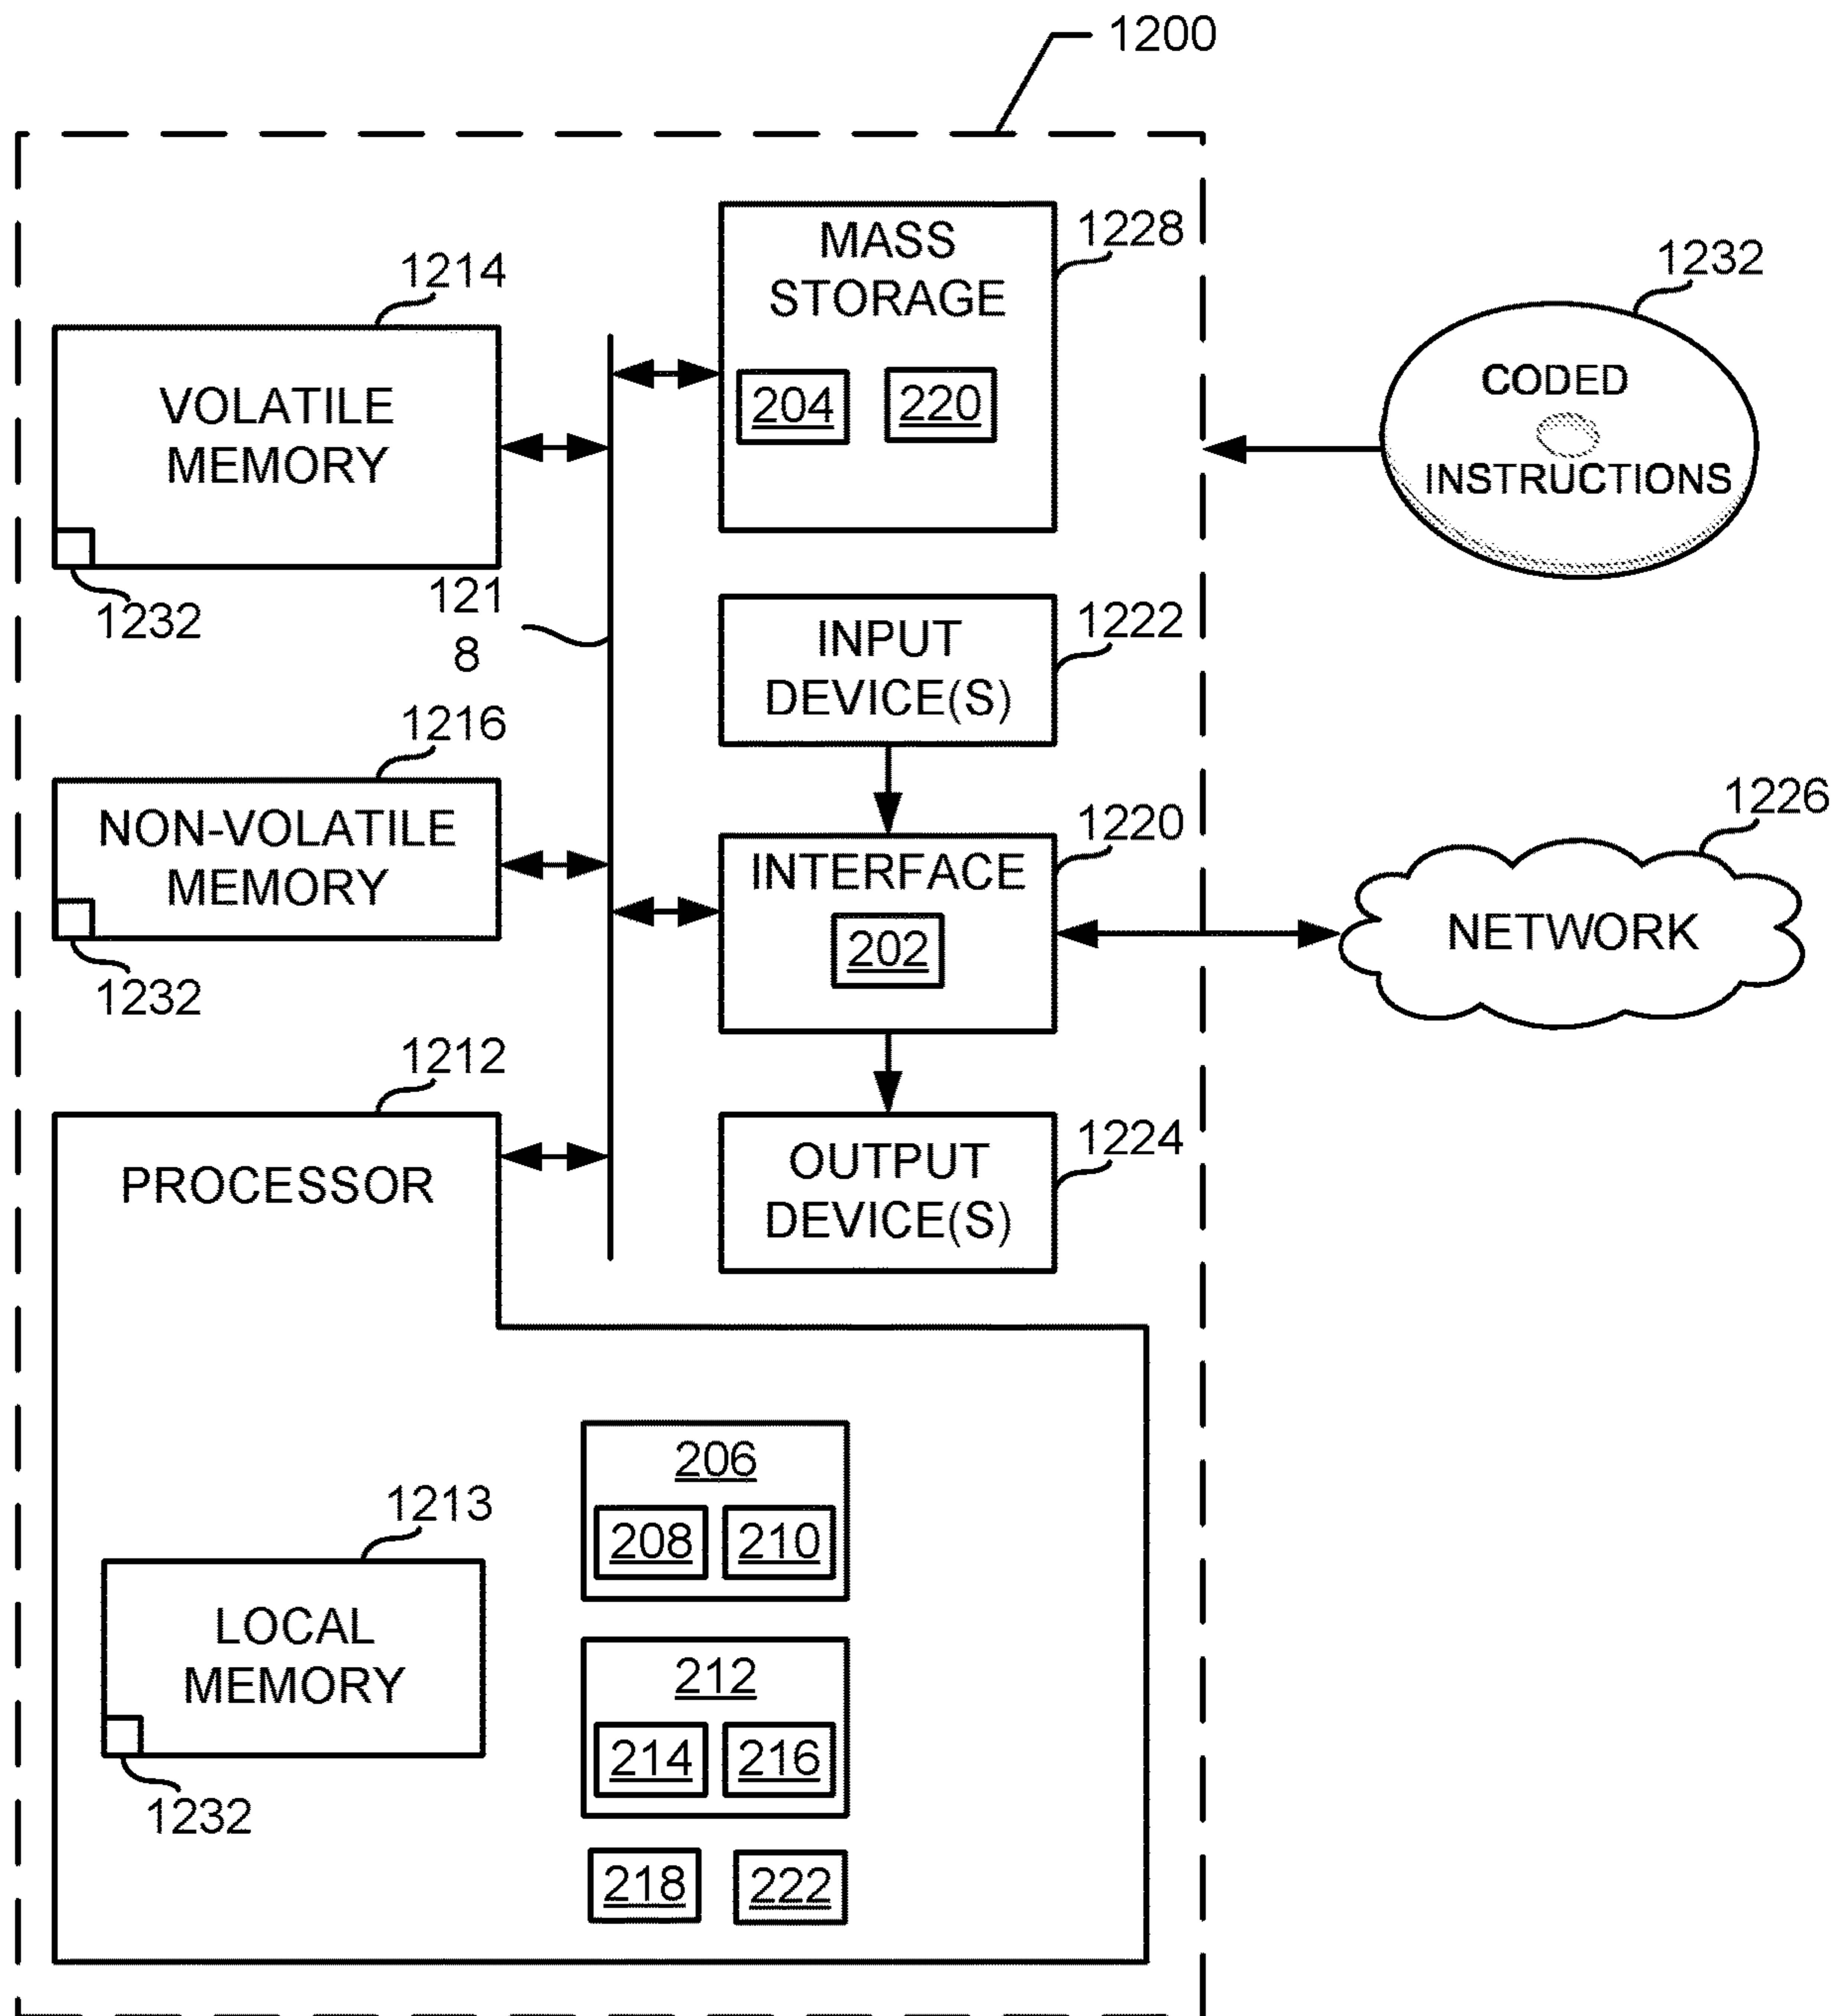 1200
MASS
STORAGE
1228
204
220
1214
VOLATILE
MEMORY
1232
1232
CODED
INSTRUCTIONS
121
8
INPUT
DEVICE(S)
1222
1216
NON-VOLATILE
MEMORY
1232
INTERFACE
202
1220
1226
NETWORK
1212
PROCESSOR
OUTPUT
DEVICE(S)
1224
1213
LOCAL
MEMORY
1232
206
208
210
212
214
216
218
222